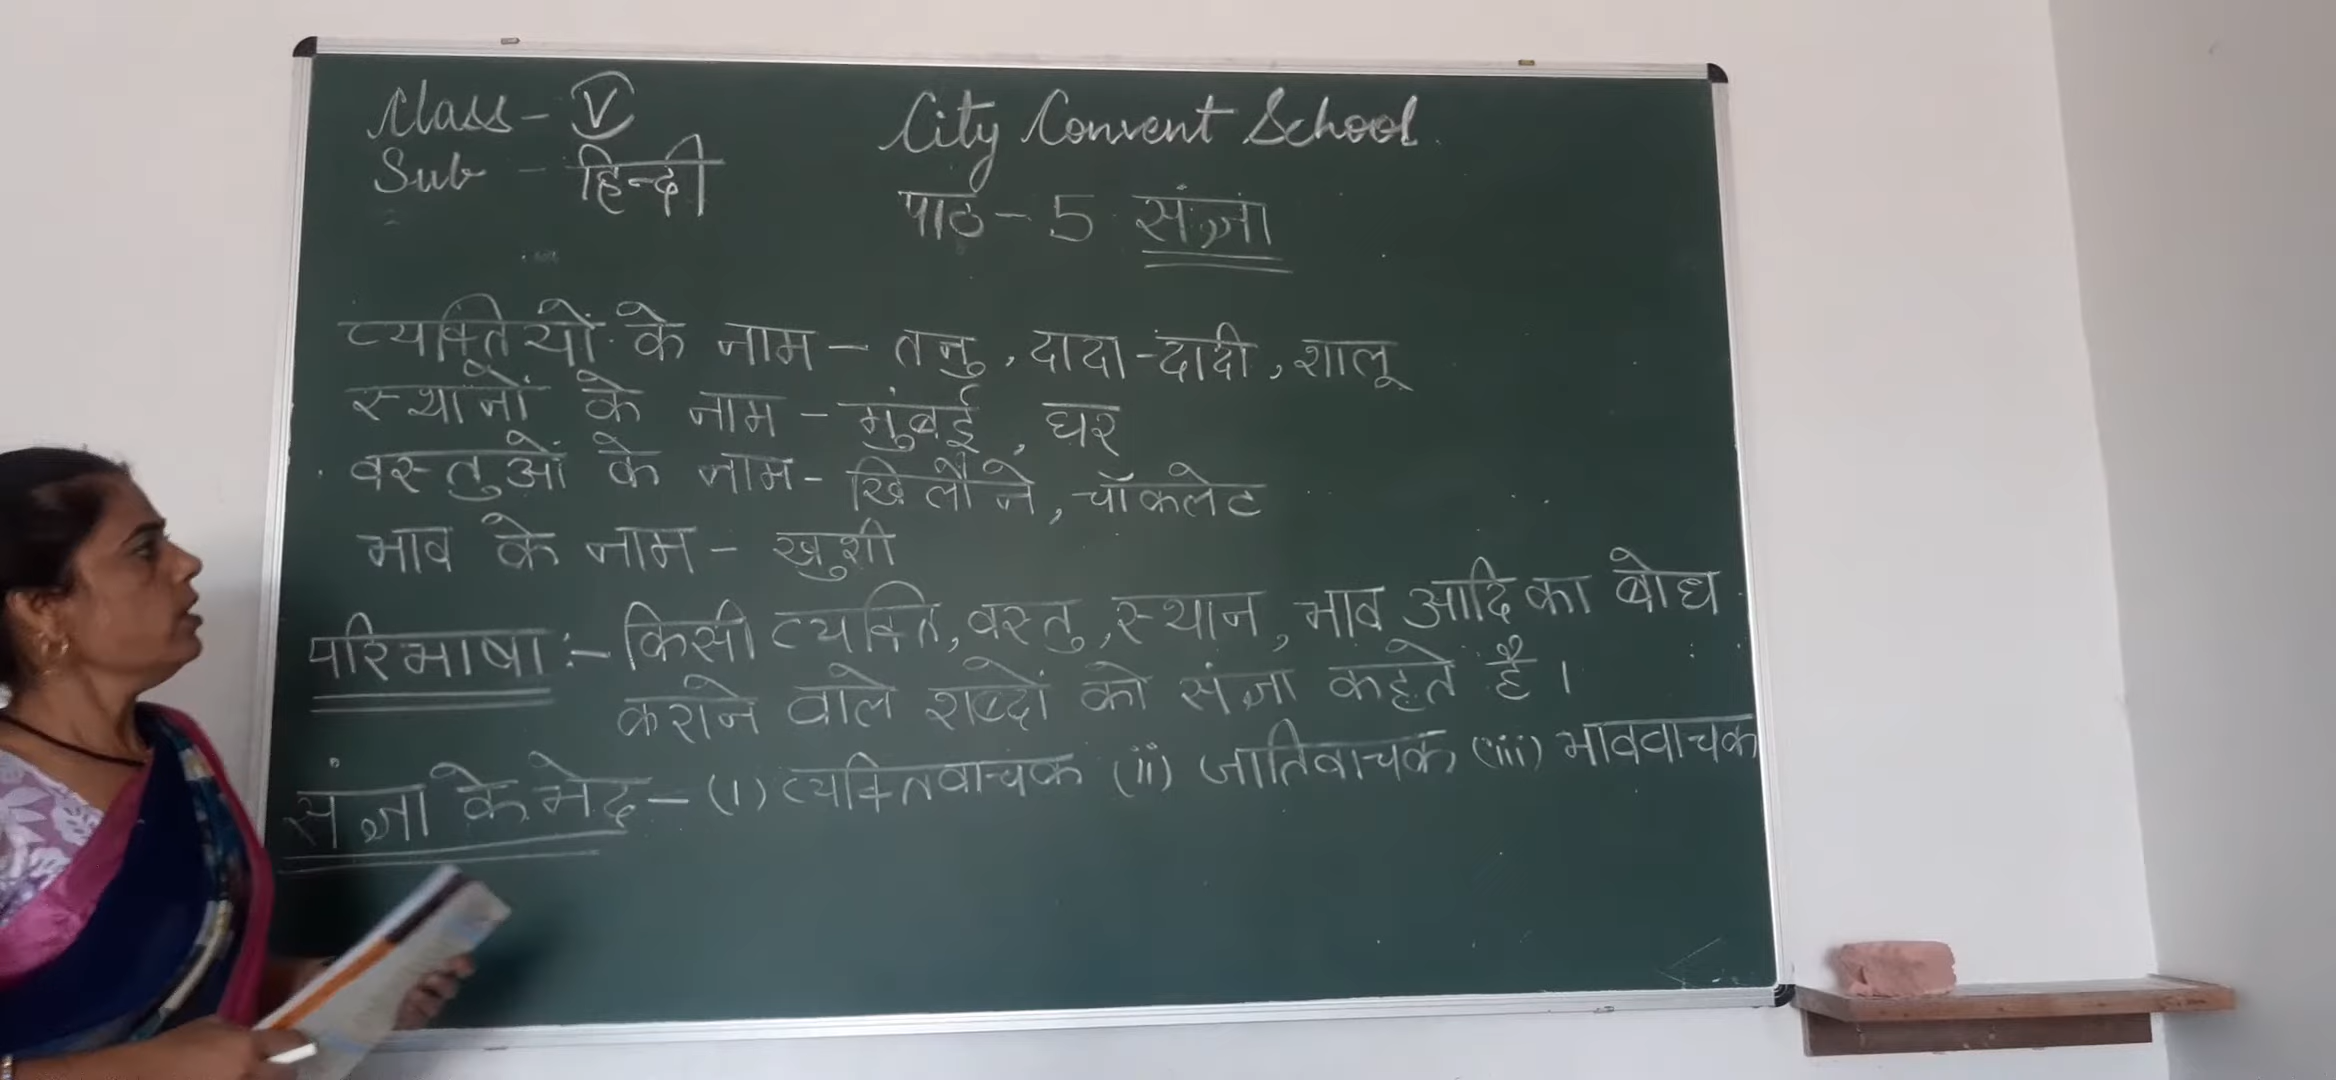 Class - V
City Convent School.
Sub - हिन्दी
पाठ - 5 संज्ञा
व्यक्तियों के नाम - तनु, दादा-दादी, शालू
स्थानों के नाम - मुंबई, घर
वस्तुओं के नाम - खिलौने, चॉकलेट
भाव के नाम - खुशी
परिभाषा :- किसी व्यक्ति, वस्तु, स्थान, भाव आदि का बोध
कराने वाले शब्दों को संज्ञा कहते हैं।
संज्ञा के भेद - (i) व्यक्तिवाचक (ii) जातिवाचक (iii) भाववाचक